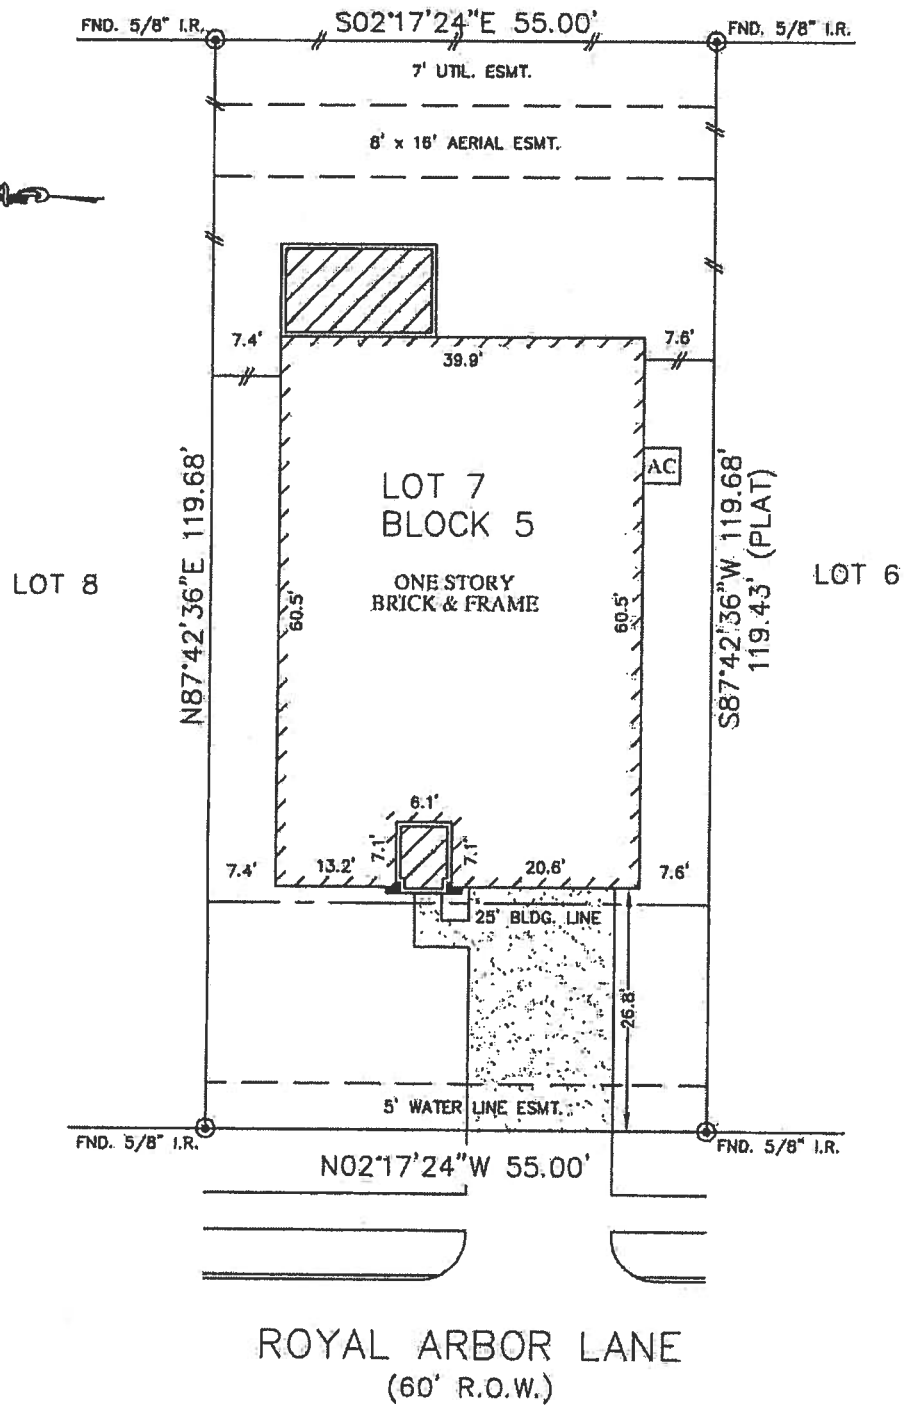 FND. 5/8" I.R.
S02°17'24"E 55.00'
FND. 5/8" I.R.
7' UTIL. ESMT.
8' x 16' AERIAL ESMT.
7.4'
7.6'
39.9'
AC
LOT 7
BLOCK 5
N87°42'36"E 119.68'
S87°42'36"W 119.68'
119.43' (PLAT)
LOT 8
LOT 6
ONE STORY
BRICK & FRAME
60.5'
60.5'
6.1'
7.1'
7.1'
7.4'
13.2'
20.6'
7.6'
25' BLDG. LINE
26.8'
5' WATER LINE ESMT.
FND. 5/8" I.R.
FND. 5/8" I.R.
N02°17'24"W 55.00'
ROYAL ARBOR LANE
(60' R.O.W.)